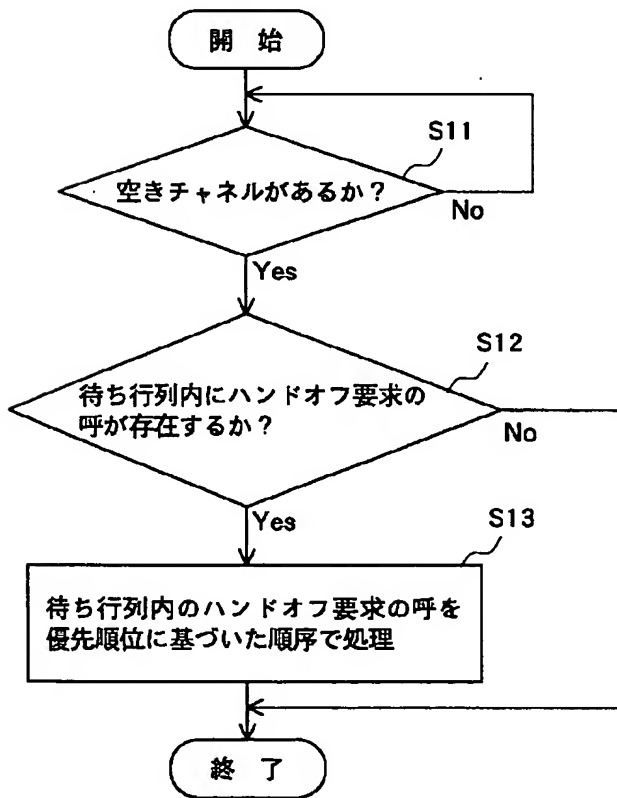 開 始
S11
空きチャネルがあるか?
No
Yes
S12
待ち行列内にハンドオフ要求の
呼が存在するか?
No
Yes
S13
待ち行列内のハンドオフ要求の呼を
優先順位に基づいた順序で処理
終 了